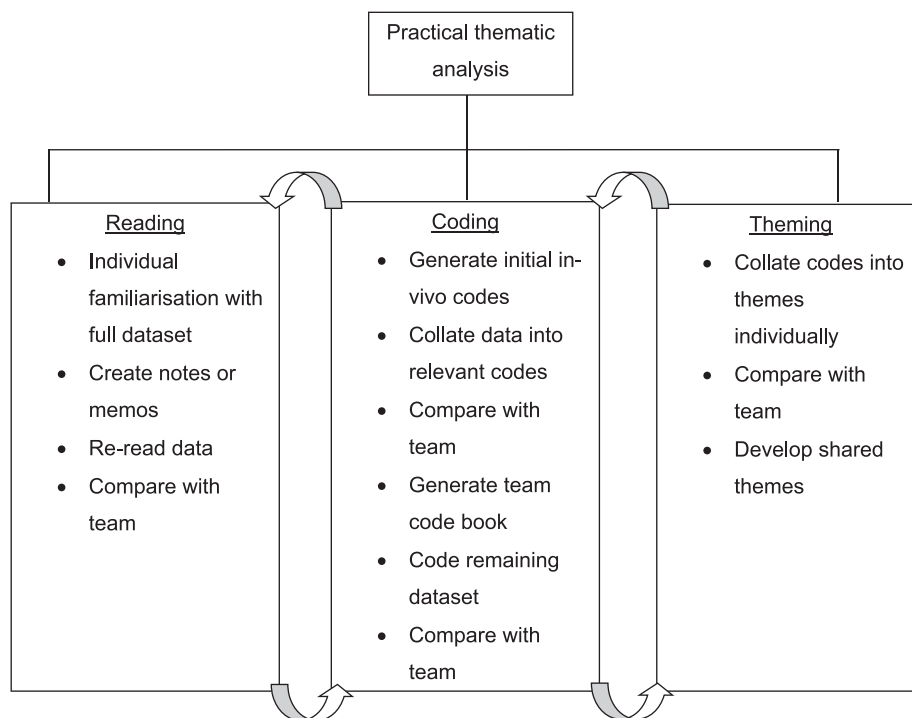 Practical thematic
analysis
Reading
• Individual
familiarisation with
full dataset
• Create notes or
memos
• Re-read data
• Compare with
team
Coding
• Generate initial in-
vivo codes
• Collate data into
relevant codes
• Compare with
team
• Generate team
code book
• Code remaining
dataset
• Compare with
team
Theming
• Collate codes into
themes
individually
• Compare with
team
• Develop shared
themes